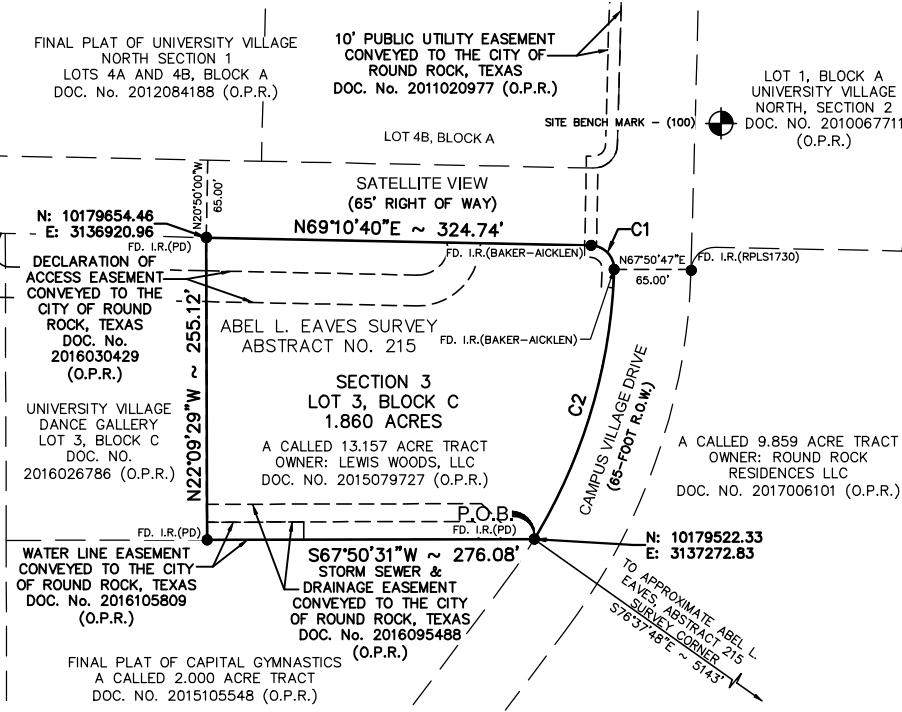 FINAL PLAT OF UNIVERSITY VILLAGE
NORTH SECTION 1
LOTS 4A AND 4B, BLOCK A
DOC. No. 2012084188 (O.P.R.)
10' PUBLIC UTILITY EASEMENT
CONVEYED TO THE CITY OF
ROUND ROCK, TEXAS
DOC. No. 2011020977 (O.P.R.)
LOT 1, BLOCK A
UNIVERSITY VILLAGE
NORTH, SECTION 2
DOC. NO. 2010067711
(O.P.R.)
SITE BENCH MARK - (100)
LOT 4B, BLOCK A
N20°50'00"W
65.00'
SATELLITE VIEW
(65' RIGHT OF WAY)
N69°10'40"E ~ 324.74'
N: 10179654.46
E: 3136920.96
FD. I.R.(PD)
FD. I.R.(BAKER-AICKLEN)
C1
N67°50'47"E
65.00'
FD. I.R.(RPLS1730)
DECLARATION OF
ACCESS EASEMENT
CONVEYED TO THE
CITY OF ROUND
ROCK, TEXAS
DOC. No.
2016030429
(O.P.R.)
N22°09'29"W ~ 255.12'
ABEL L. EAVES SURVEY
ABSTRACT NO. 215
FD. I.R.(BAKER-AICKLEN)
SECTION 3
LOT 3, BLOCK C
1.860 ACRES
A CALLED 13.157 ACRE TRACT
OWNER: LEWIS WOODS, LLC
DOC. NO. 2015079727 (O.P.R.)
C2
CAMPUS VILLAGE DRIVE
(65-FOOT R.O.W.)
UNIVERSITY VILLAGE
DANCE GALLERY
LOT 3, BLOCK C
DOC. NO.
2016026786 (O.P.R.)
A CALLED 9.859 ACRE TRACT
OWNER: ROUND ROCK
RESIDENCES LLC
DOC. NO. 2017006101 (O.P.R.)
P.O.B.
FD. I.R.(PD)
FD. I.R.(PD)
N: 10179522.33
E: 3137272.83
S67°50'31"W ~ 276.08'
WATER LINE EASEMENT
CONVEYED TO THE CITY
OF ROUND ROCK, TEXAS
DOC. No. 2016105809
(O.P.R.)
STORM SEWER &
DRAINAGE EASEMENT
CONVEYED TO THE CITY
OF ROUND ROCK, TEXAS
DOC. No. 2016095488
(O.P.R.)
TO APPROXIMATE ABEL L.
EAVES, ABSTRACT 215
SURVEY CORNER
S76°37'48"E ~ 5143'
FINAL PLAT OF CAPITAL GYMNASTICS
A CALLED 2.000 ACRE TRACT
DOC. NO. 2015105548 (O.P.R.)